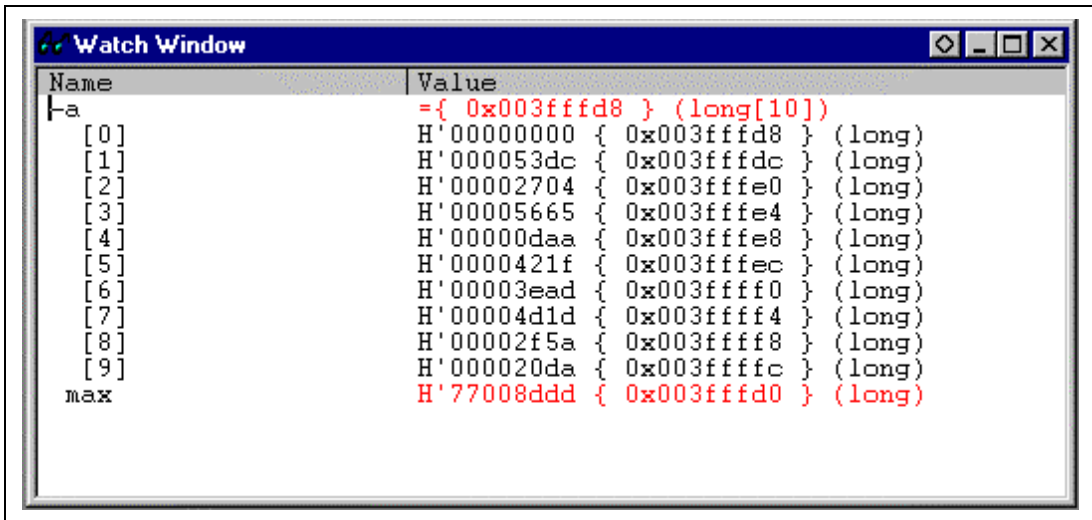 Watch Window
Name Value
-a ={ 0x003fffd8 } (long[10])
[0] H'00000000 { 0x003fffd8 } (long)
[1] H'000053dc { 0x003fffdc } (long)
[2] H'00002704 { 0x003fffe0 } (long)
[3] H'00005665 { 0x003fffe4 } (long)
[4] H'00000daa { 0x003fffe8 } (long)
[5] H'0000421f { 0x003fffec } (long)
[6] H'00003ead { 0x003ffff0 } (long)
[7] H'00004d1d { 0x003ffff4 } (long)
[8] H'00002f5a { 0x003ffff8 } (long)
[9] H'000020da { 0x003ffffc } (long)
max H'77008ddd { 0x003fffd0 } (long)